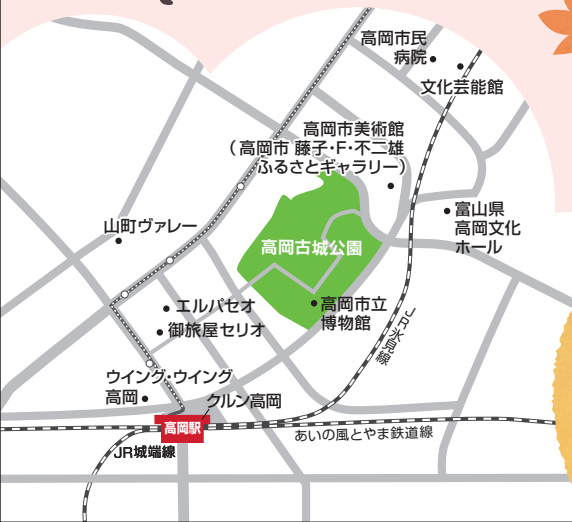 高岡市民
病院
文化芸能館
高岡市美術館
（高岡市 藤子・F・不二雄
ふるさとギャラリー）
富山県
高岡文化
ホール
山町ヴァレー
高岡古城公園
エルパセオ
高岡市立
博物館
御旅屋セリオ
JR氷見線
ウイング・ウイング
高岡
クルン高岡
高岡駅
あいの風とやま鉄道線
JR城端線